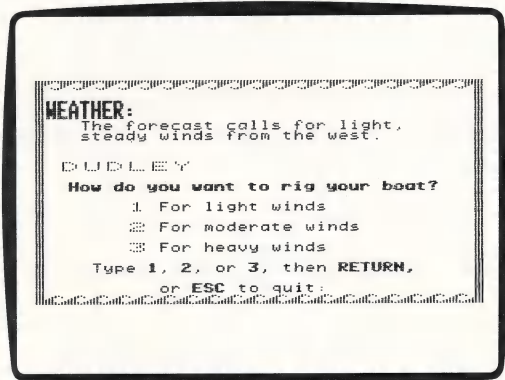 WEATHER:
The forecast calls for light,
steady winds from the west.
DUDLEY
How do you want to rig your boat?
1 For light winds
2 For moderate winds
3 For heavy winds
Type 1, 2, or 3, then RETURN,
or ESC to quit: